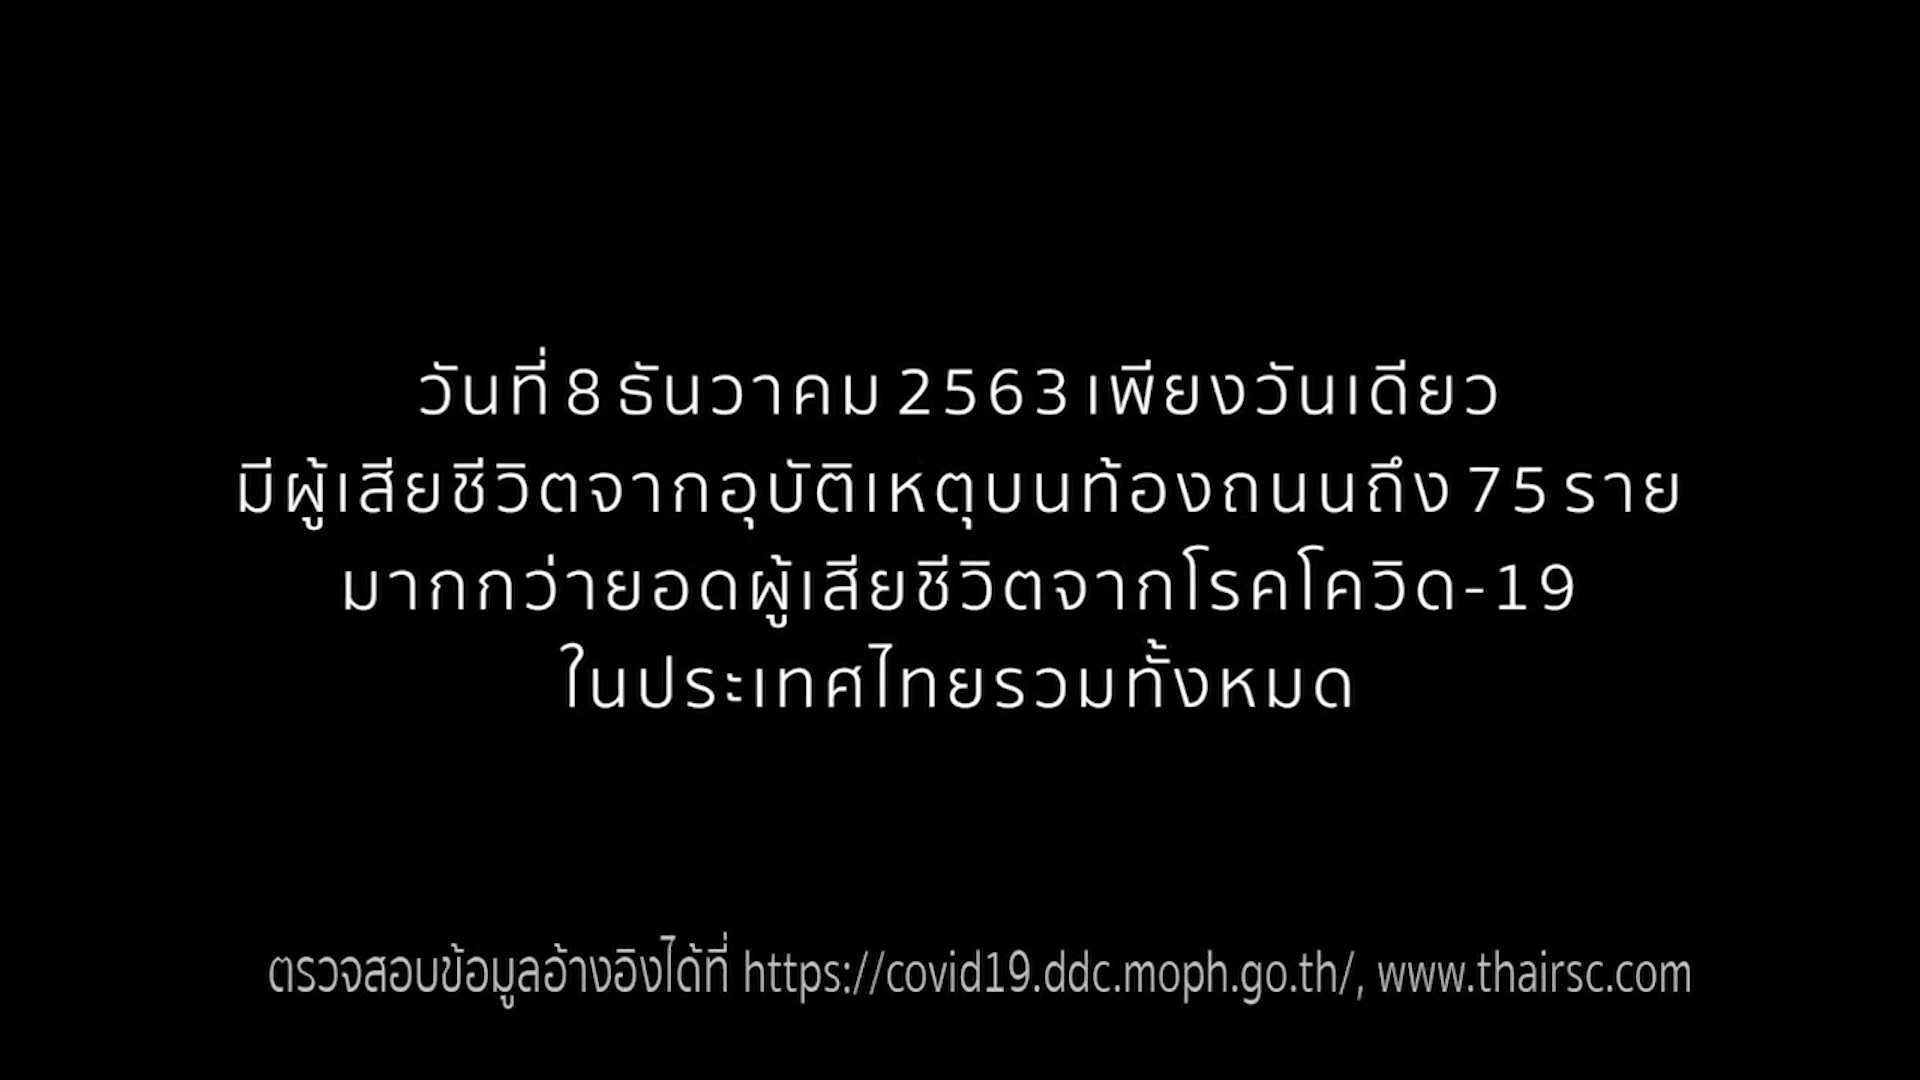 วันที่ 8 ธันวาคม 2563 เพียงวันเดียว
มีผู้เสียชีวิตจากอุบัติเหตุบนท้องถนนถึง 75 ราย
มากกว่ายอดผู้เสียชีวิตจากโรคโควิด-19
ในประเทศไทยรวมทั้งหมด
ตรวจสอบข้อมูลอ้างอิงได้ที่ https://covid19.ddc.moph.go.th/, www.thairsc.com